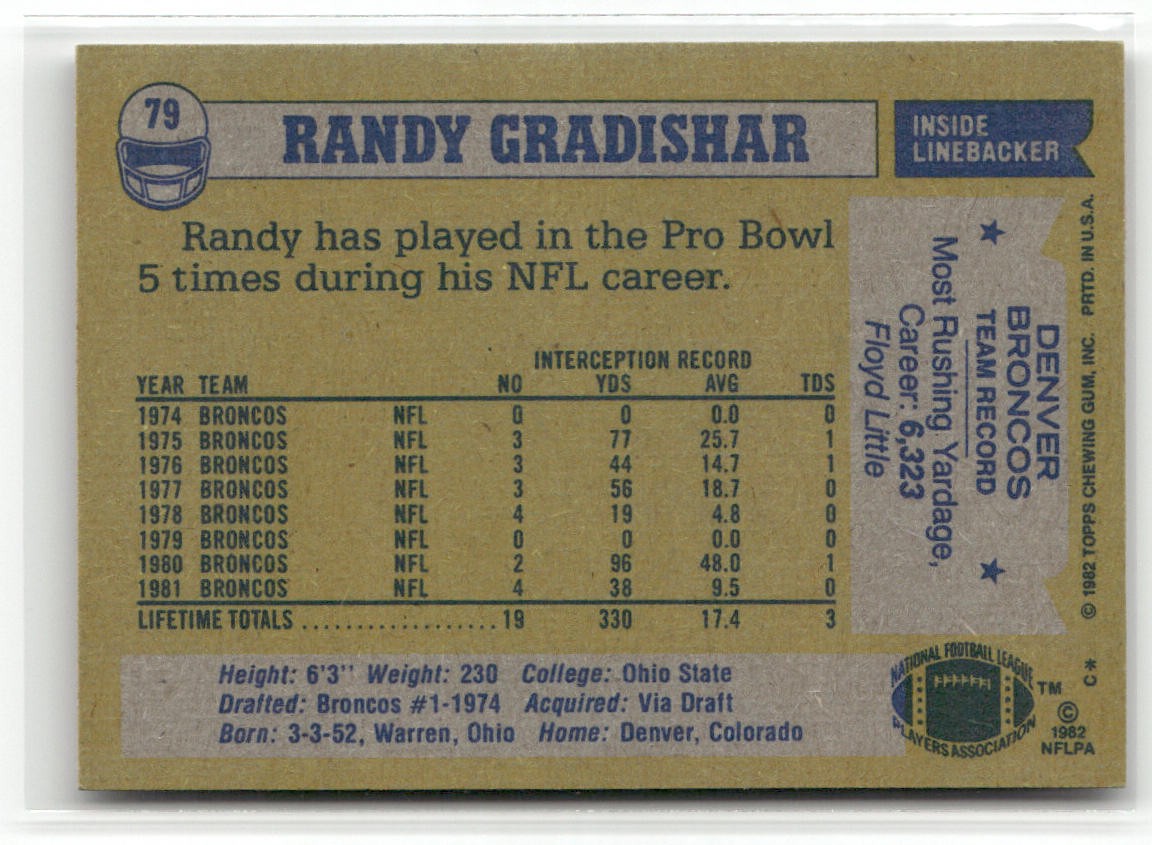 79
RANDY GRADISHAR
INSIDE
LINEBACKER
Randy has played in the Pro Bowl
5 times during his NFL career.
INTERCEPTION RECORD
YEAR TEAM NO YDS AVG TDS
1974 BRONCOS NFL 0 0 0.0 0
1975 BRONCOS NFL 3 77 25.7 1
1976 BRONCOS NFL 3 44 14.7 1
1977 BRONCOS NFL 3 56 18.7 0
1978 BRONCOS NFL 4 19 4.8 0
1979 BRONCOS NFL 0 0 0.0 0
1980 BRONCOS NFL 2 96 48.0 1
1981 BRONCOS NFL 4 38 9.5 0
LIFETIME TOTALS ................... 19 330 17.4 3
Height: 6'3" Weight: 230 College: Ohio State
Drafted: Broncos #1-1974 Acquired: Via Draft
Born: 3-3-52, Warren, Ohio Home: Denver, Colorado
DENVER
BRONCOS
TEAM RECORD
Most Rushing Yardage,
Career: 6,323
Floyd Little
© 1982 TOPPS CHEWING GUM, INC. PRTD. IN U.S.A.
C*
NATIONAL FOOTBALL LEAGUE
PLAYERS ASSOCIATION
TM
©
1982
NFLPA